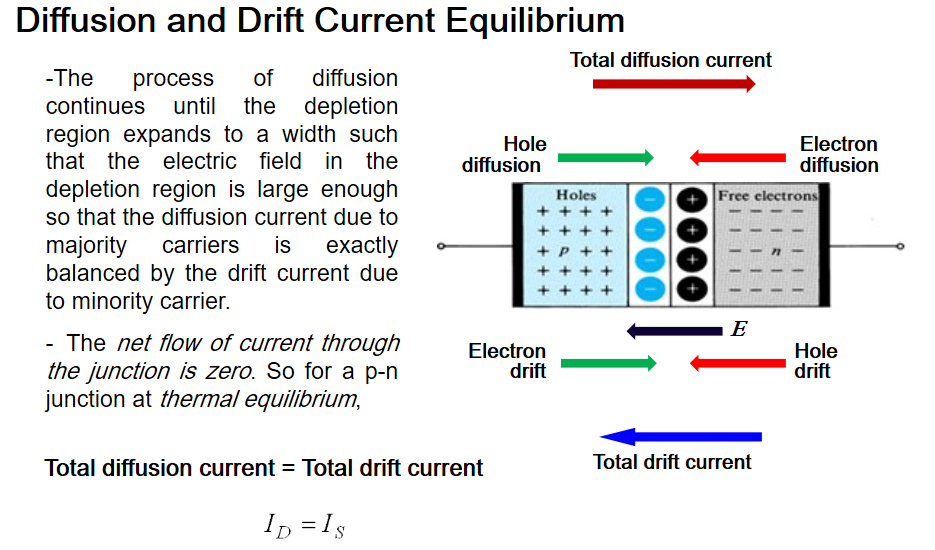 Diffusion and Drift Current Equilibrium
-The process of diffusion
continues until the depletion
region expands to a width such
that the electric field in the
depletion region is large enough
so that the diffusion current due to
majority carriers is exactly
balanced by the drift current due
to minority carrier.
- The net flow of current through
the junction is zero. So for a p-n
junction at thermal equilibrium,
Total diffusion current = Total drift current
I_D = I_S
Total diffusion current
Hole
diffusion
Electron
diffusion
Holes
+ + + +
+ + + +
+ p + +
+ + + +
+ + + +
−
−
−
−
+
+
+
+
Free electrons
− − − −
− − − −
− − n −
− − − −
− − − −
E
Electron
drift
Hole
drift
Total drift current